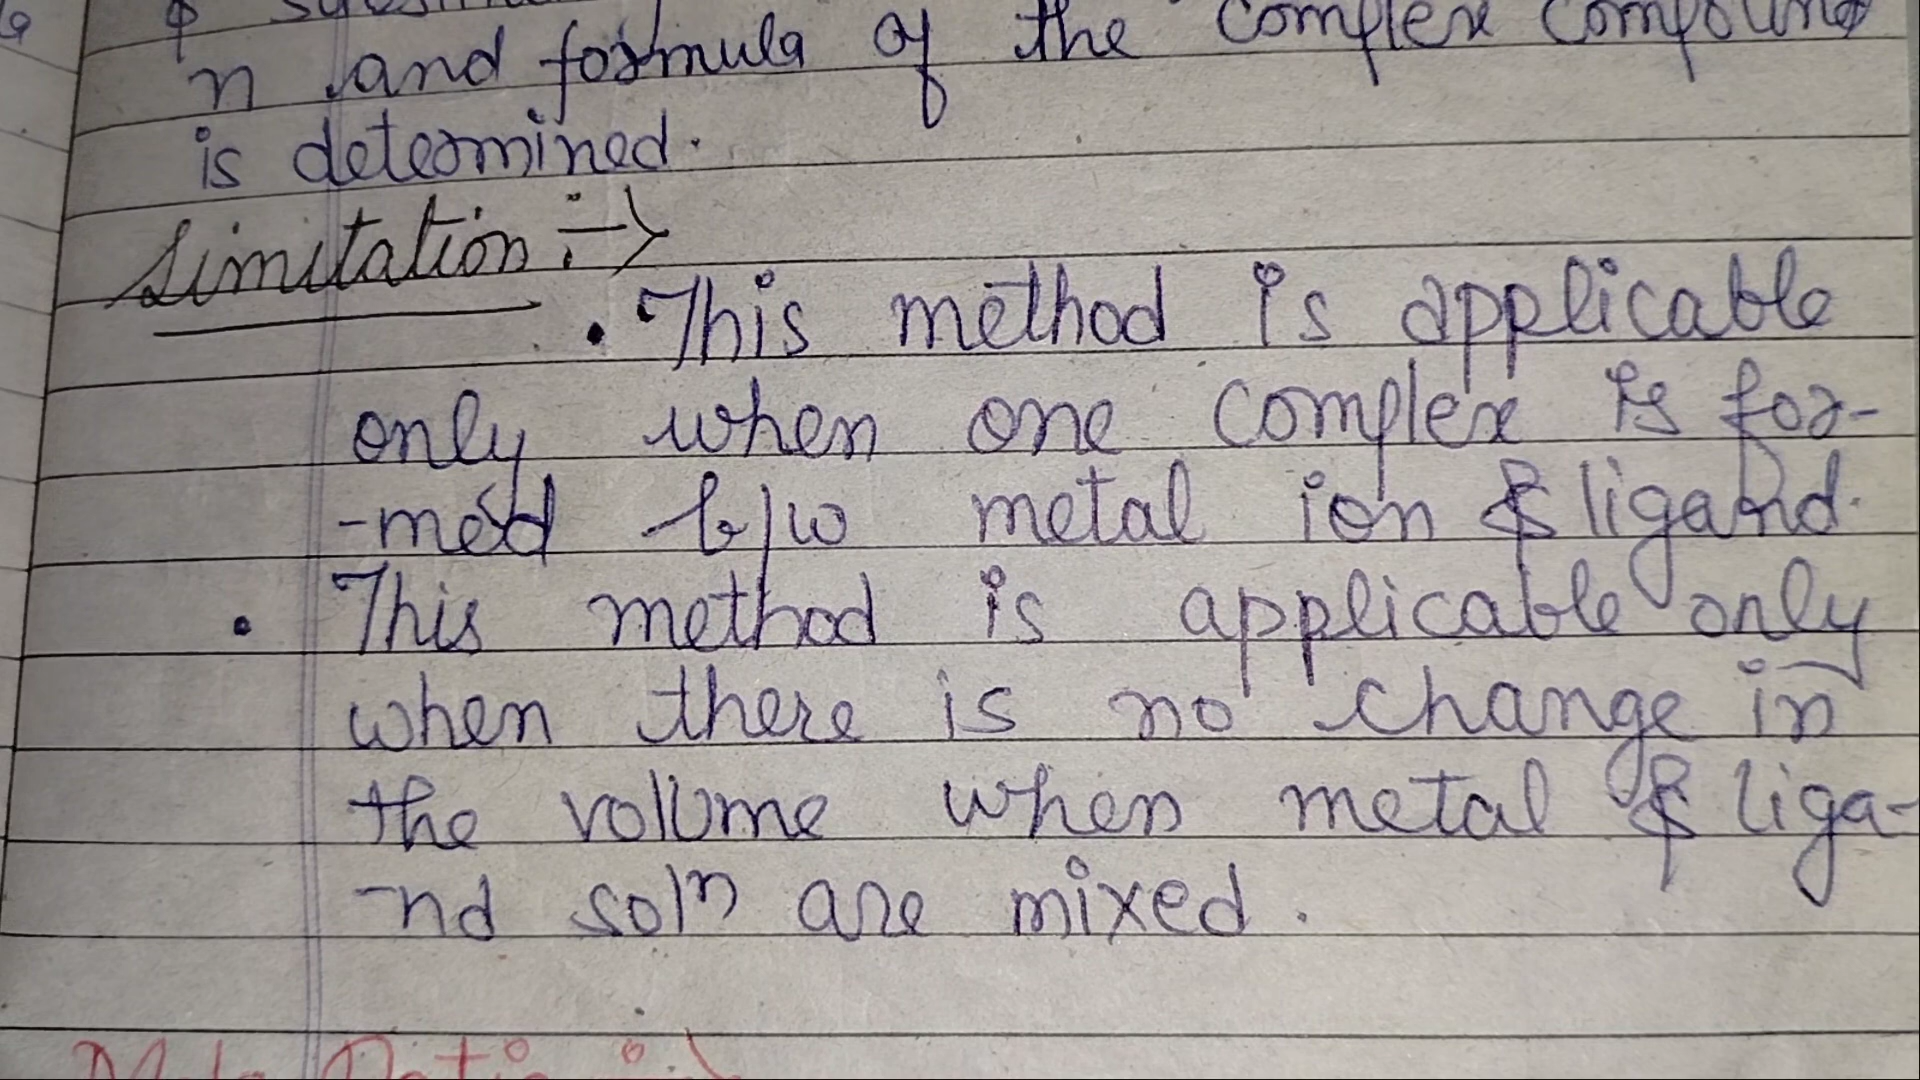 n and formula of the complex compound
is determined.
Limitation :->
. This method is applicable
only when one complex is for-
-med b/w metal ion & ligand.
. This method is applicable only
when there is no change in
the volume when metal & liga-
-nd soln are mixed.